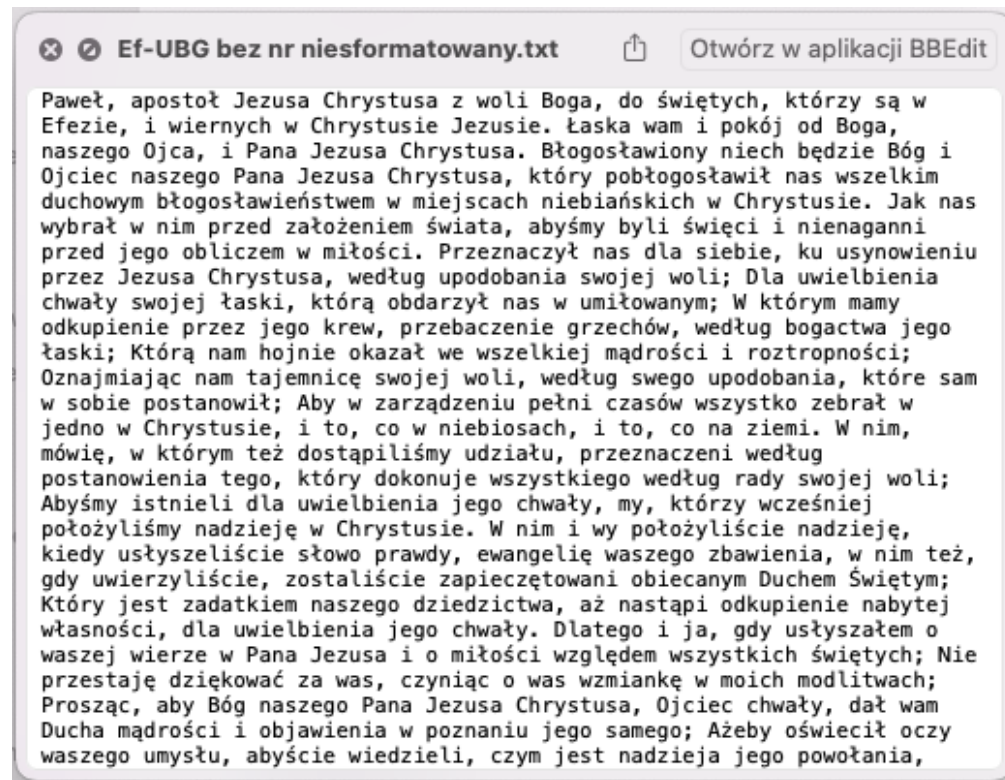 Ef-UBG bez nr niesformatowany.txt Otwórz w aplikacji BBEdit
Paweł, apostoł Jezusa Chrystusa z woli Boga, do świętych, którzy są w
Efezie, i wiernych w Chrystusie Jezusie. Łaska wam i pokój od Boga,
naszego Ojca, i Pana Jezusa Chrystusa. Błogosławiony niech będzie Bóg i
Ojciec naszego Pana Jezusa Chrystusa, który pobłogosławił nas wszelkim
duchowym błogosławieństwem w miejscach niebiańskich w Chrystusie. Jak nas
wybrał w nim przed założeniem świata, abyśmy byli święci i nienaganni
przed jego obliczem w miłości. Przeznaczył nas dla siebie, ku usynowieniu
przez Jezusa Chrystusa, według upodobania swojej woli; Dla uwielbienia
chwały swojej łaski, którą obdarzył nas w umiłowanym; W którym mamy
odkupienie przez jego krew, przebaczenie grzechów, według bogactwa jego
łaski; Którą nam hojnie okazał we wszelkiej mądrości i roztropności;
Oznajmiając nam tajemnicę swojej woli, według swego upodobania, które sam
w sobie postanowił; Aby w zarządzeniu pełni czasów wszystko zebrał w
jedno w Chrystusie, i to, co w niebiosach, i to, co na ziemi. W nim,
mówię, w którym też dostąpiliśmy udziału, przeznaczeni według
postanowienia tego, który dokonuje wszystkiego według rady swojej woli;
Abyśmy istnieli dla uwielbienia jego chwały, my, którzy wcześniej
położyliśmy nadzieję w Chrystusie. W nim i wy położyliście nadzieję,
kiedy usłyszeliście słowo prawdy, ewangelię waszego zbawienia, w nim też,
gdy uwierzyliście, zostaliście zapieczętowani obiecanym Duchem Świętym;
Który jest zadatkiem naszego dziedzictwa, aż nastąpi odkupienie nabytej
własności, dla uwielbienia jego chwały. Dlatego i ja, gdy usłyszałem o
waszej wierze w Pana Jezusa i o miłości względem wszystkich świętych; Nie
przestaję dziękować za was, czyniąc o was wzmiankę w moich modlitwach;
Prosząc, aby Bóg naszego Pana Jezusa Chrystusa, Ojciec chwały, dał wam
Ducha mądrości i objawienia w poznaniu jego samego; Ażeby oświecił oczy
waszego umysłu, abyście wiedzieli, czym jest nadzieja jego powołania,